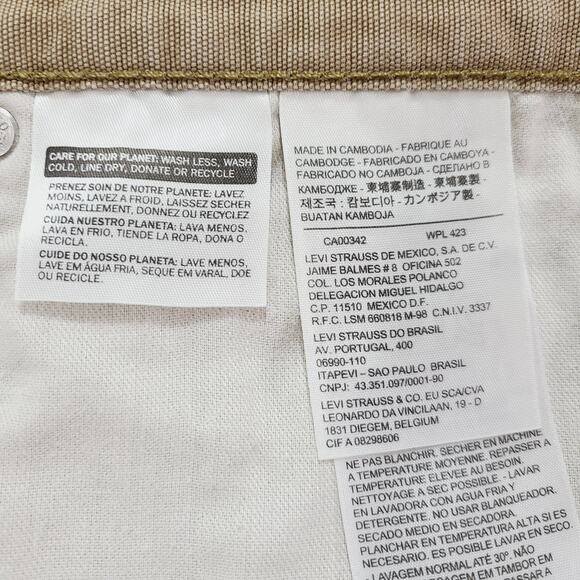 CARE FOR OUR PLANET: WASH LESS, WASH
COLD, LINE DRY, DONATE OR RECYCLE
PRENEZ SOIN DE NOTRE PLANETE: LAVEZ
MOINS, LAVEZ A FROID, LAISSEZ SECHER
NATURELLEMENT, DONNEZ OU RECYCLEZ
CUIDA NUESTRO PLANETA: LAVA MENOS,
LAVA EN FRIO, TIENDE LA ROPA, DONA O
RECICLA.
CUIDE DO NOSSO PLANETA: LAVE MENOS,
LAVE EM ÁGUA FRIA, SEQUE EM VARAL, DOE
OU RECICLE.
MADE IN CAMBODIA - FABRIQUE AU
CAMBODGE - FABRICADO EN CAMBOYA -
FABRICADO NO CAMBOJA - СДЕЛАНО В
КАМБОДЖЕ - 柬埔寨制造 - 柬埔寨製 -
제조국: 캄보디아 - カンボジア製 -
BUATAN KAMBOJA
CA00342 WPL 423
LEVI STRAUSS DE MEXICO, S.A. DE C.V.
JAIME BALMES # 8 OFICINA 502
COL. LOS MORALES POLANCO
DELEGACION MIGUEL HIDALGO
C.P. 11510 MEXICO D.F.
R.F.C. LSM 660818 M-98 C.N.I.V. 3337
LEVI STRAUSS DO BRASIL
AV. PORTUGAL, 400
06990-110
ITAPEVI – SAO PAULO BRASIL
CNPJ: 43.351.097/0001-90
LEVI STRAUSS & CO. EU SCA/CVA
LEONARDO DA VINCILAAN, 19 - D
1831 DIEGEM, BELGIUM
CIF A 08298606
NE PAS BLANCHIR. SECHER EN MACHINE
A TEMPERATURE MOYENNE. REPASSER A
TEMPERATURE ELEVEE AU BESOIN.
NETTOYAGE A SEC POSSIBLE. - LAVAR
EN LAVADORA CON AGUA FRIA Y
DETERGENTE. NO USAR BLANQUEADOR.
SECADO MEDIO EN SECADORA.
PLANCHAR EN TEMPERATURA ALTA SI ES
NECESARIO. ES POSIBLE LAVAR EN SECO.
- LAVAGEM NORMAL ATÉ 30º. NÃO
EM TAMBOR EM